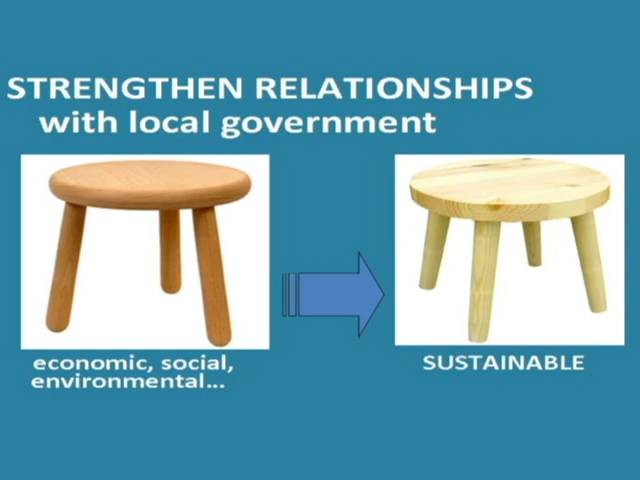 STRENGTHEN RELATIONSHIPS
with local government
economic, social,
environmental...
SUSTAINABLE